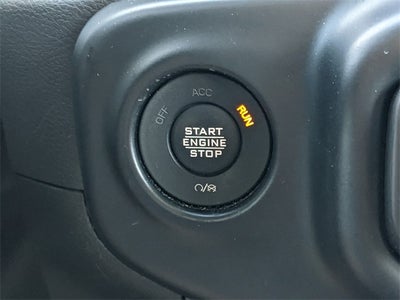 OFF ACC RUN
START
ENGINE
STOP